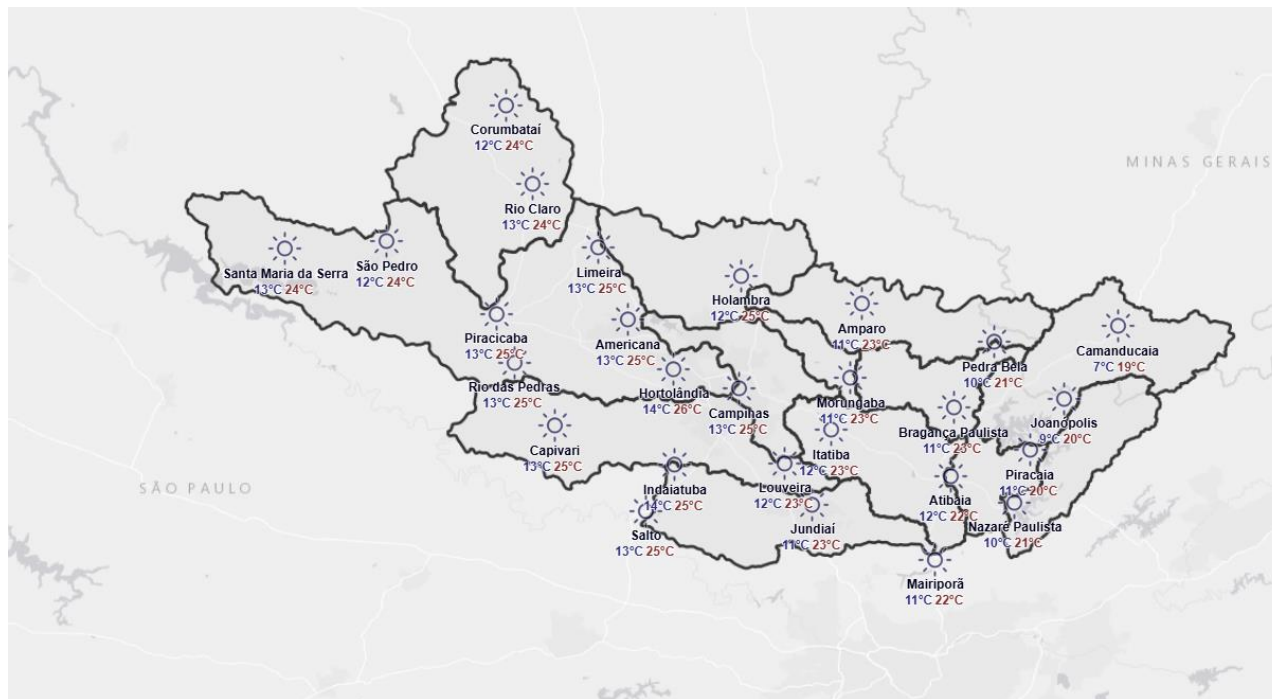 Corumbataí
12°C 24°C
MINAS GERAIS
Rio Claro
13°C 24°C
Santa Maria da Serra
13°C 24°C
São Pedro
12°C 24°C
Limeira
13°C 25°C
Holambra
12°C 25°C
Amparo
11°C 23°C
Piracicaba
13°C 25°C
Americana
13°C 25°C
Camanducaia
7°C 19°C
Pedra Bela
10°C 21°C
Rio das Pedras
13°C 25°C
Hortolândia
14°C 26°C
Campinas
13°C 25°C
Morungaba
11°C 23°C
Bragança Paulista
11°C 23°C
Joanópolis
9°C 20°C
Capivari
13°C 25°C
Itatiba
12°C 23°C
Piracaia
11°C 20°C
SÃO PAULO
Indaiatuba
14°C 25°C
Louveira
12°C 23°C
Atibaia
12°C 22°C
Salto
13°C 25°C
Jundiaí
11°C 23°C
Nazaré Paulista
10°C 21°C
Mairiporã
11°C 22°C